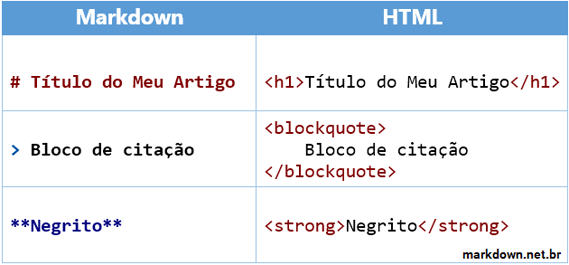 Markdown HTML
# Título do Meu Artigo <h1>Título do Meu Artigo</h1>
> Bloco de citação <blockquote>
Bloco de citação
</blockquote>
**Negrito** <strong>Negrito</strong>
markdown.net.br